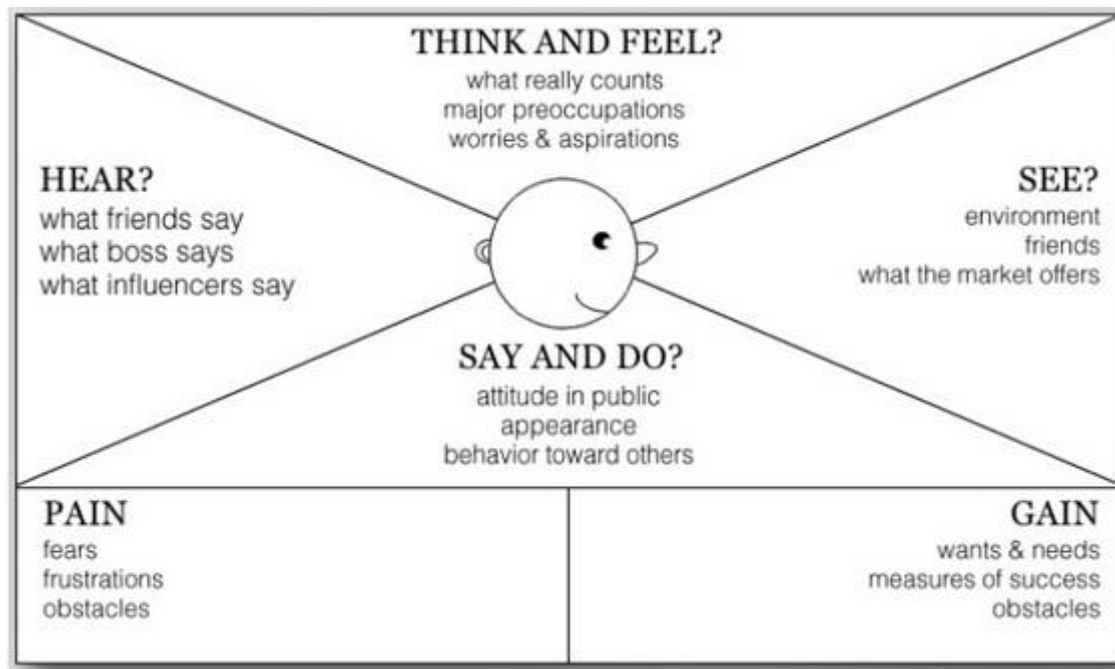 THINK AND FEEL?
what really counts
major preoccupations
worries & aspirations
HEAR?
what friends say
what boss says
what influencers say
SEE?
environment
friends
what the market offers
SAY AND DO?
attitude in public
appearance
behavior toward others
PAIN
fears
frustrations
obstacles
GAIN
wants & needs
measures of success
obstacles